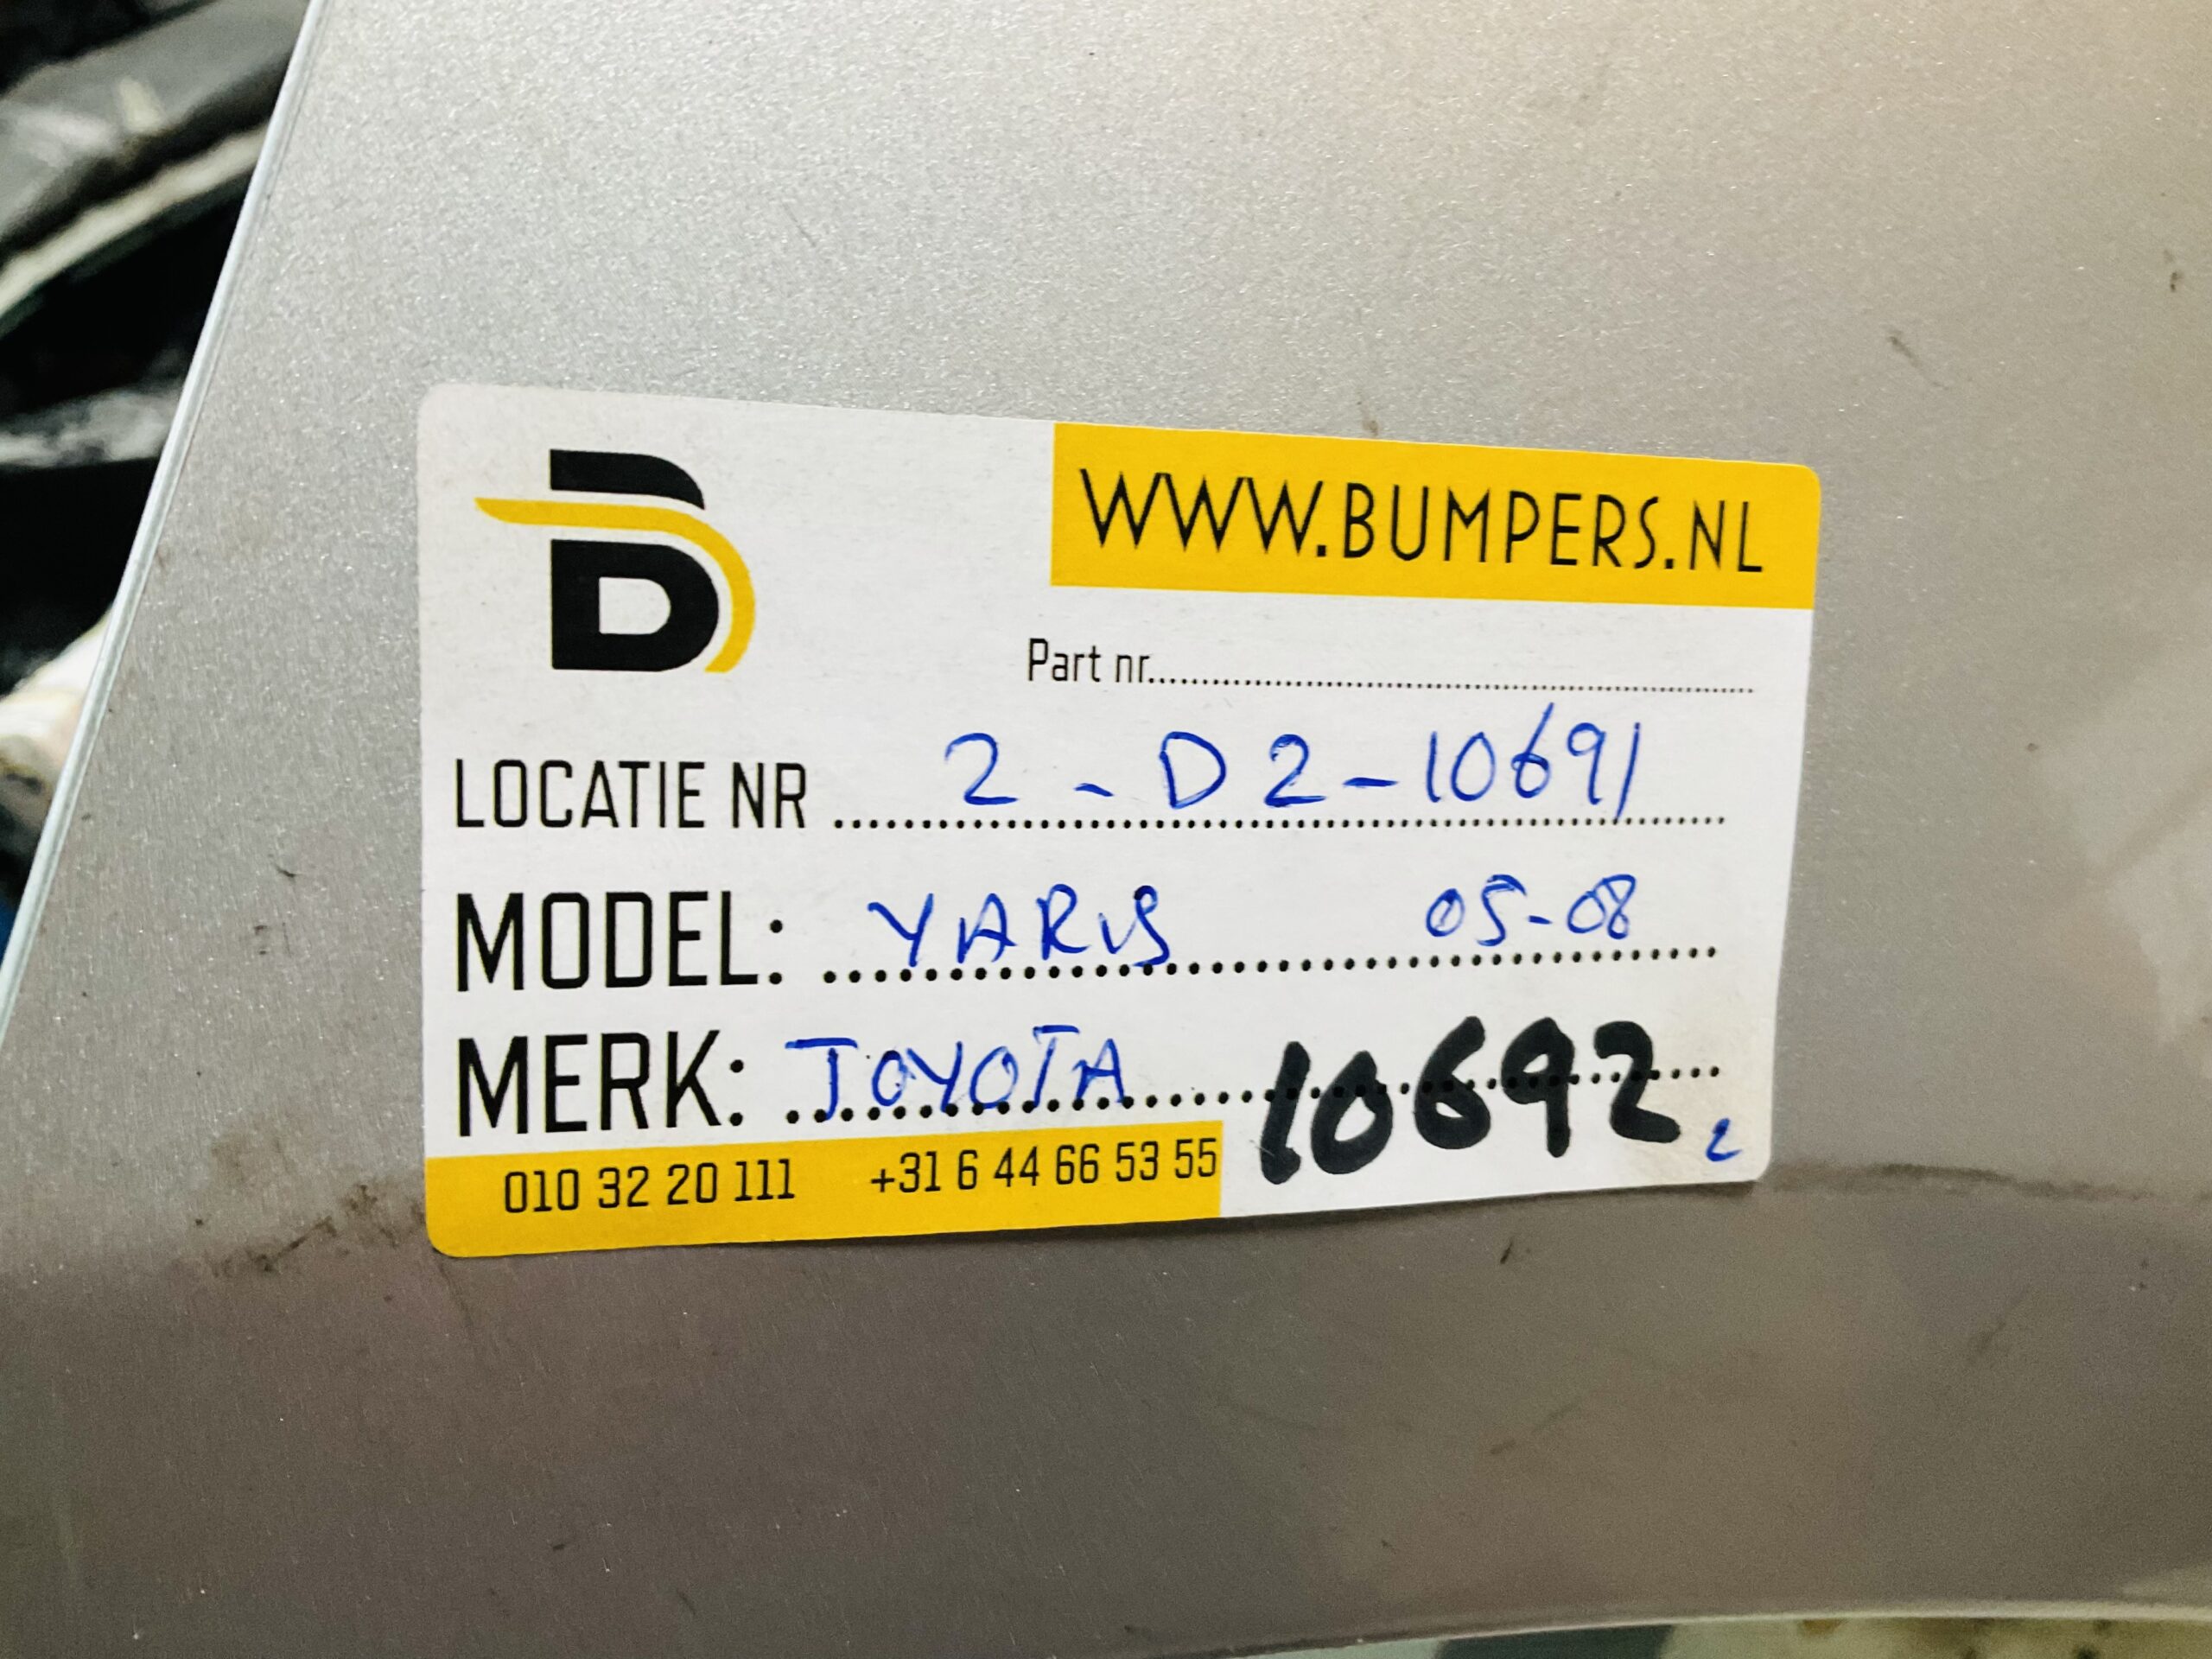 B
WWW.BUMPERS.NL
Part nr..............................
LOCATIE NR 2-D2-10691
MODEL: YARIS 05-08
MERK: TOYOTA 10692
2
010 32 20 111 +31 6 44 66 53 55